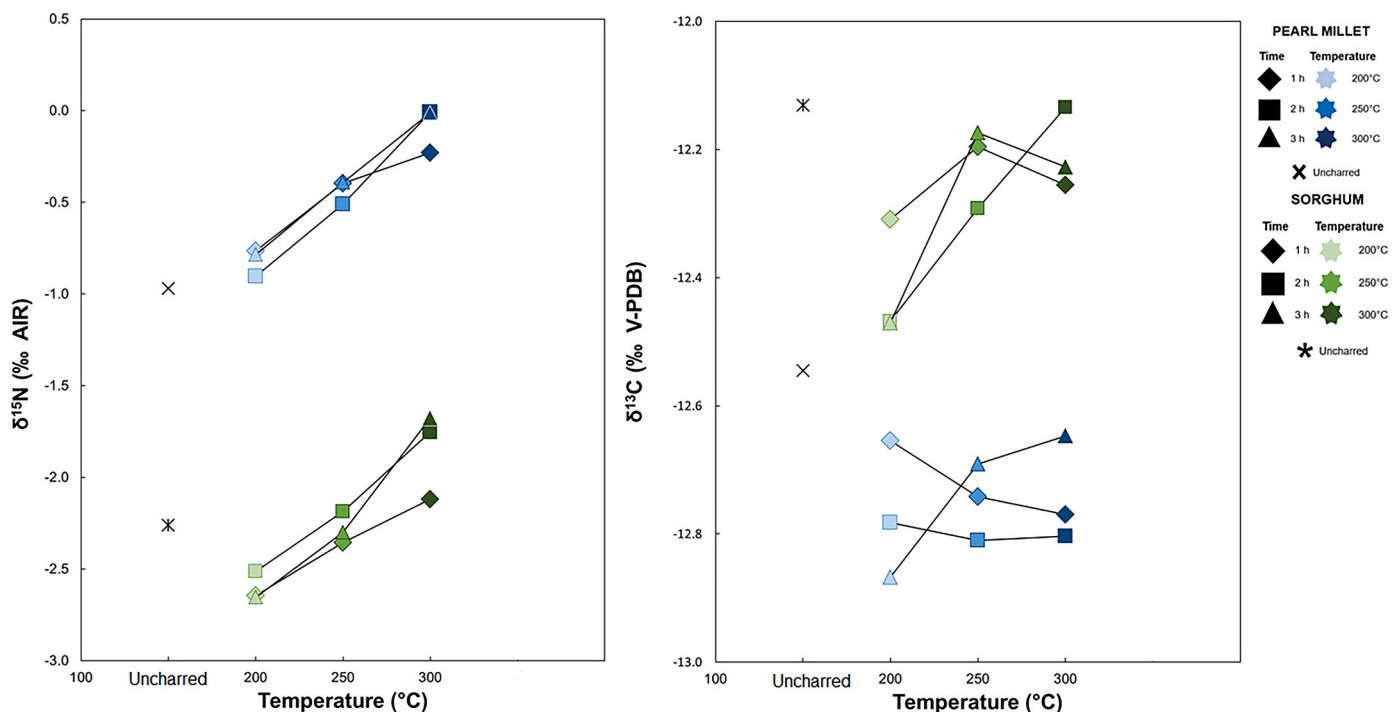 0.5
0.0
-0.5
-1.0
-1.5
-2.0
-2.5
-3.0
δ¹⁵N (‰ AIR)
100
Uncharred
200
250
300
Temperature (°C)
-12.0
-12.2
-12.4
-12.6
-12.8
-13.0
δ¹³C (‰ V-PDB)
100
Uncharred
200
250
300
Temperature (°C)
PEARL MILLET
Time Temperature
1 h 200°C
2 h 250°C
3 h 300°C
Uncharred
SORGHUM
Time Temperature
1 h 200°C
2 h 250°C
3 h 300°C
Uncharred